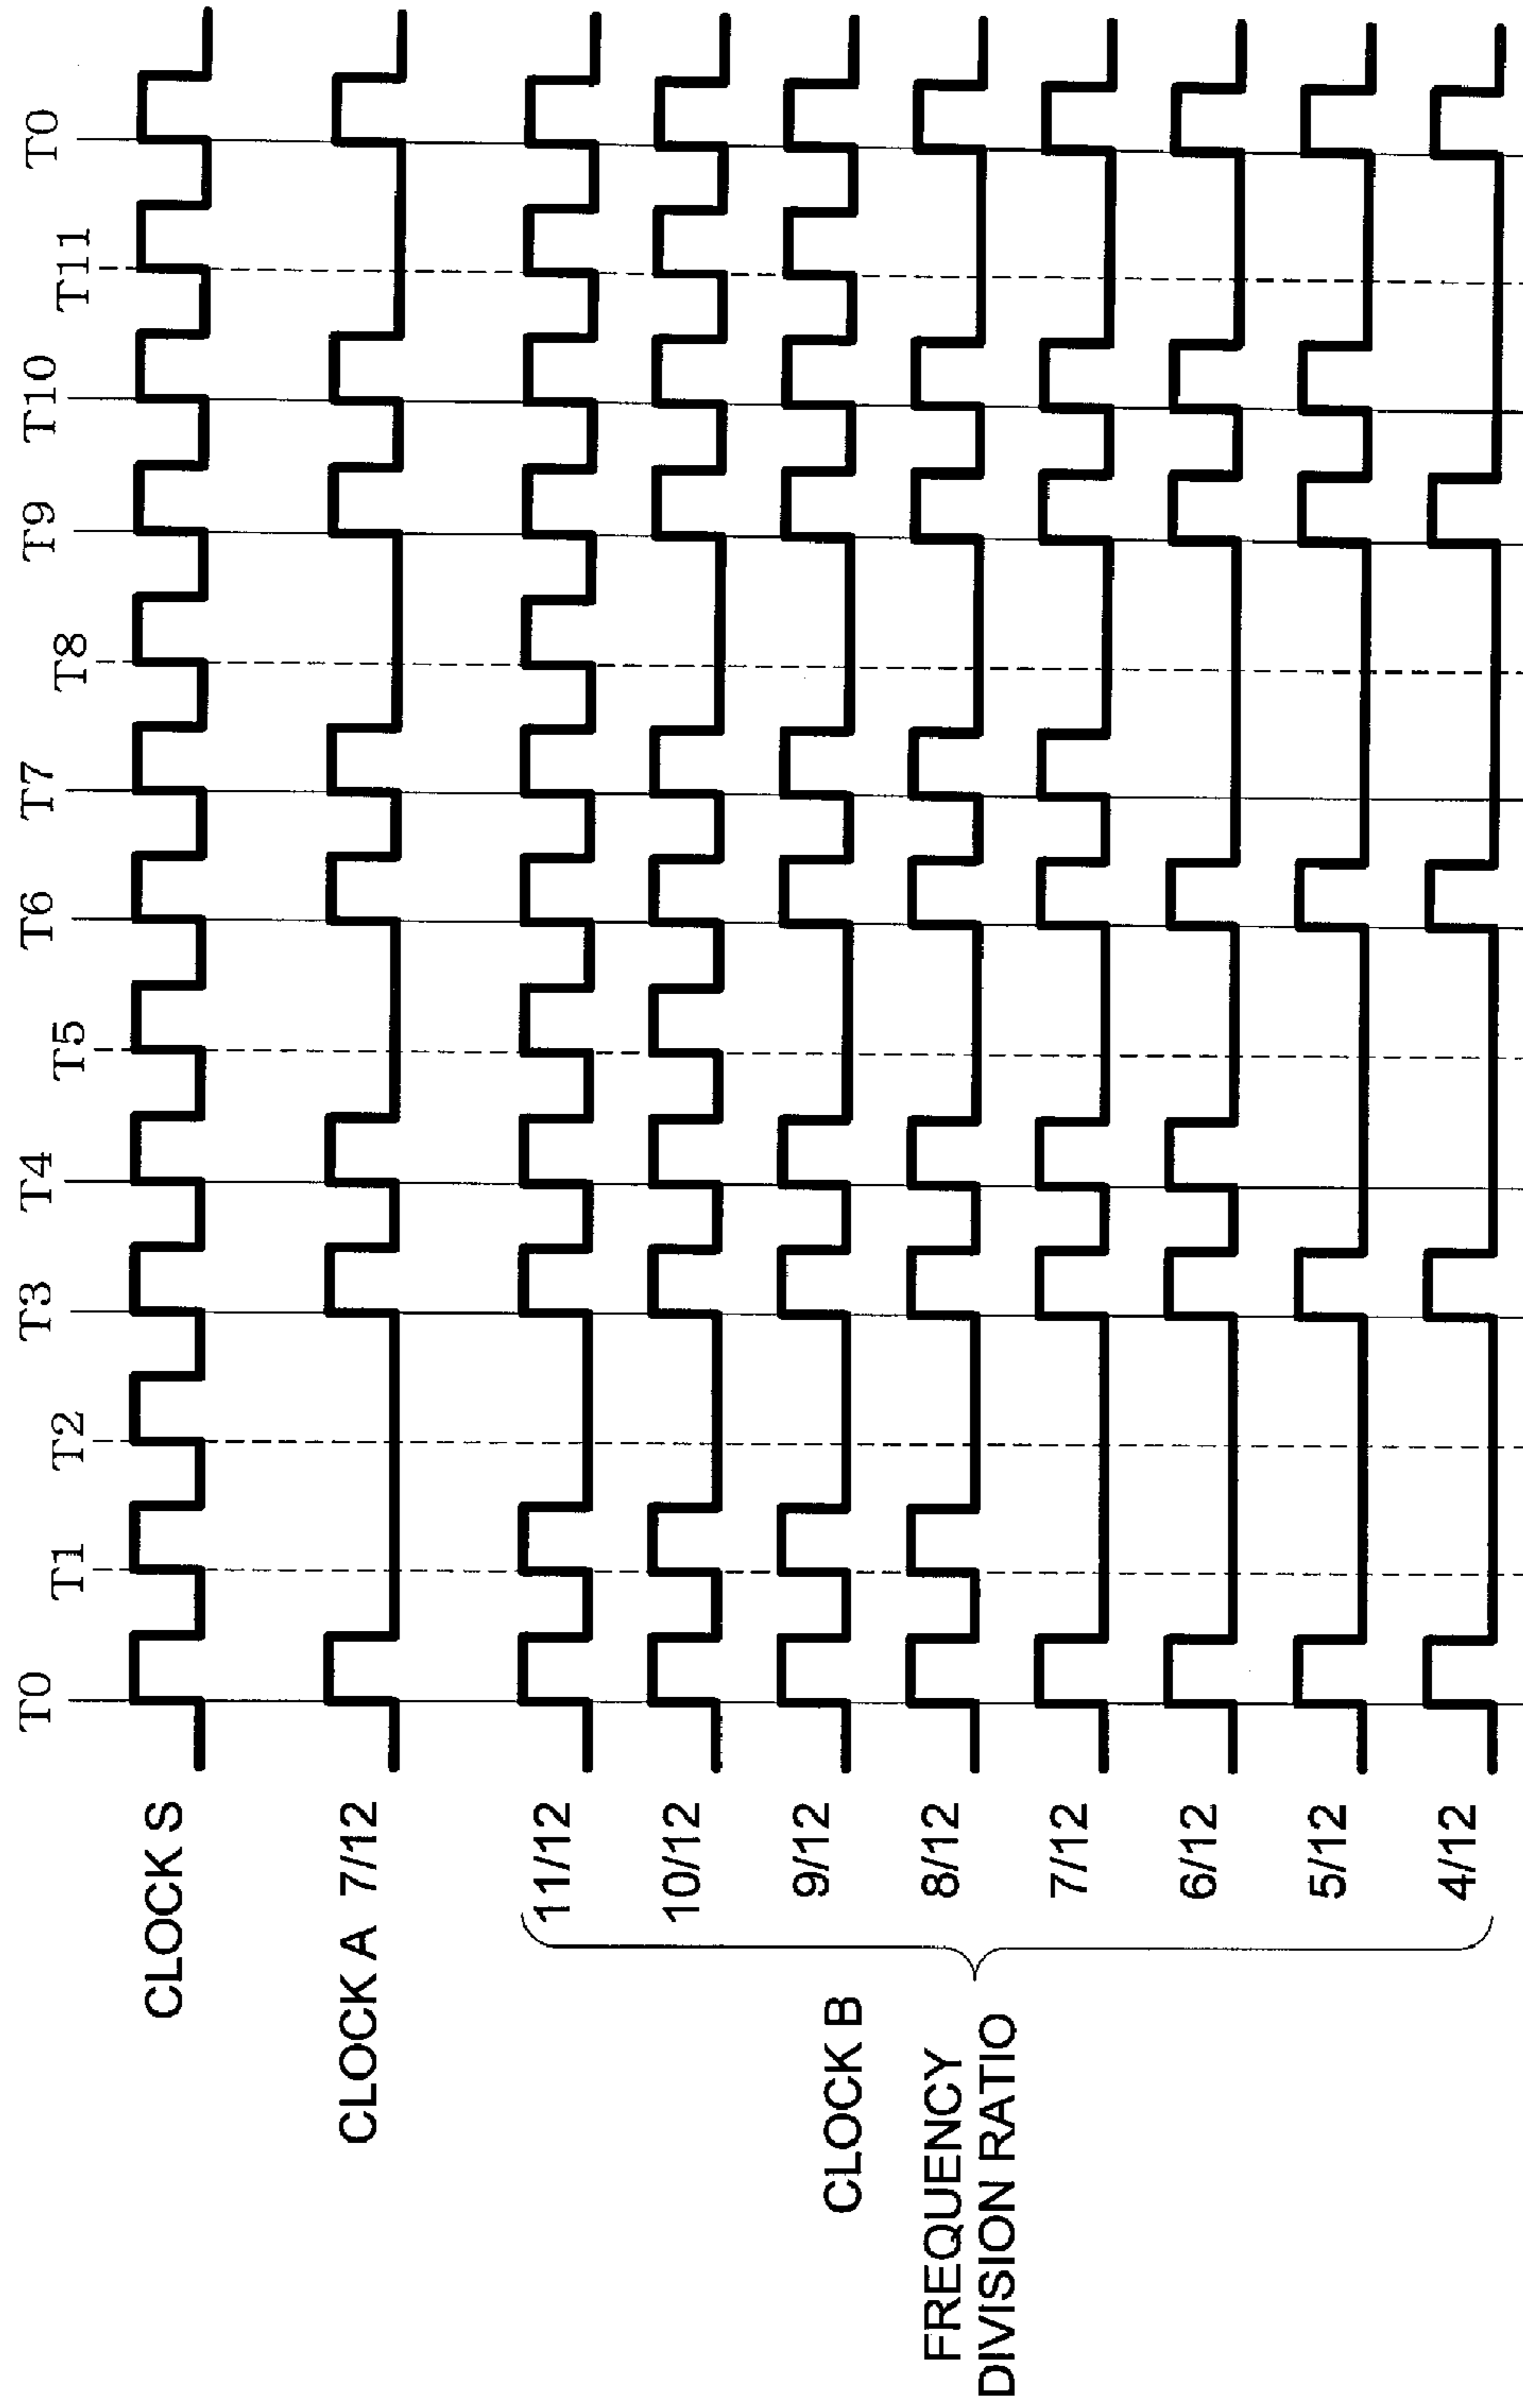 T0 T1 T2 T3 T4 T5 T6 T7 T8 T9 T10 T11 T0
CLOCK S
CLOCK A 7/12
11/12
10/12
9/12
8/12
7/12
6/12
5/12
4/12
CLOCK B
FREQUENCY
DIVISION RATIO